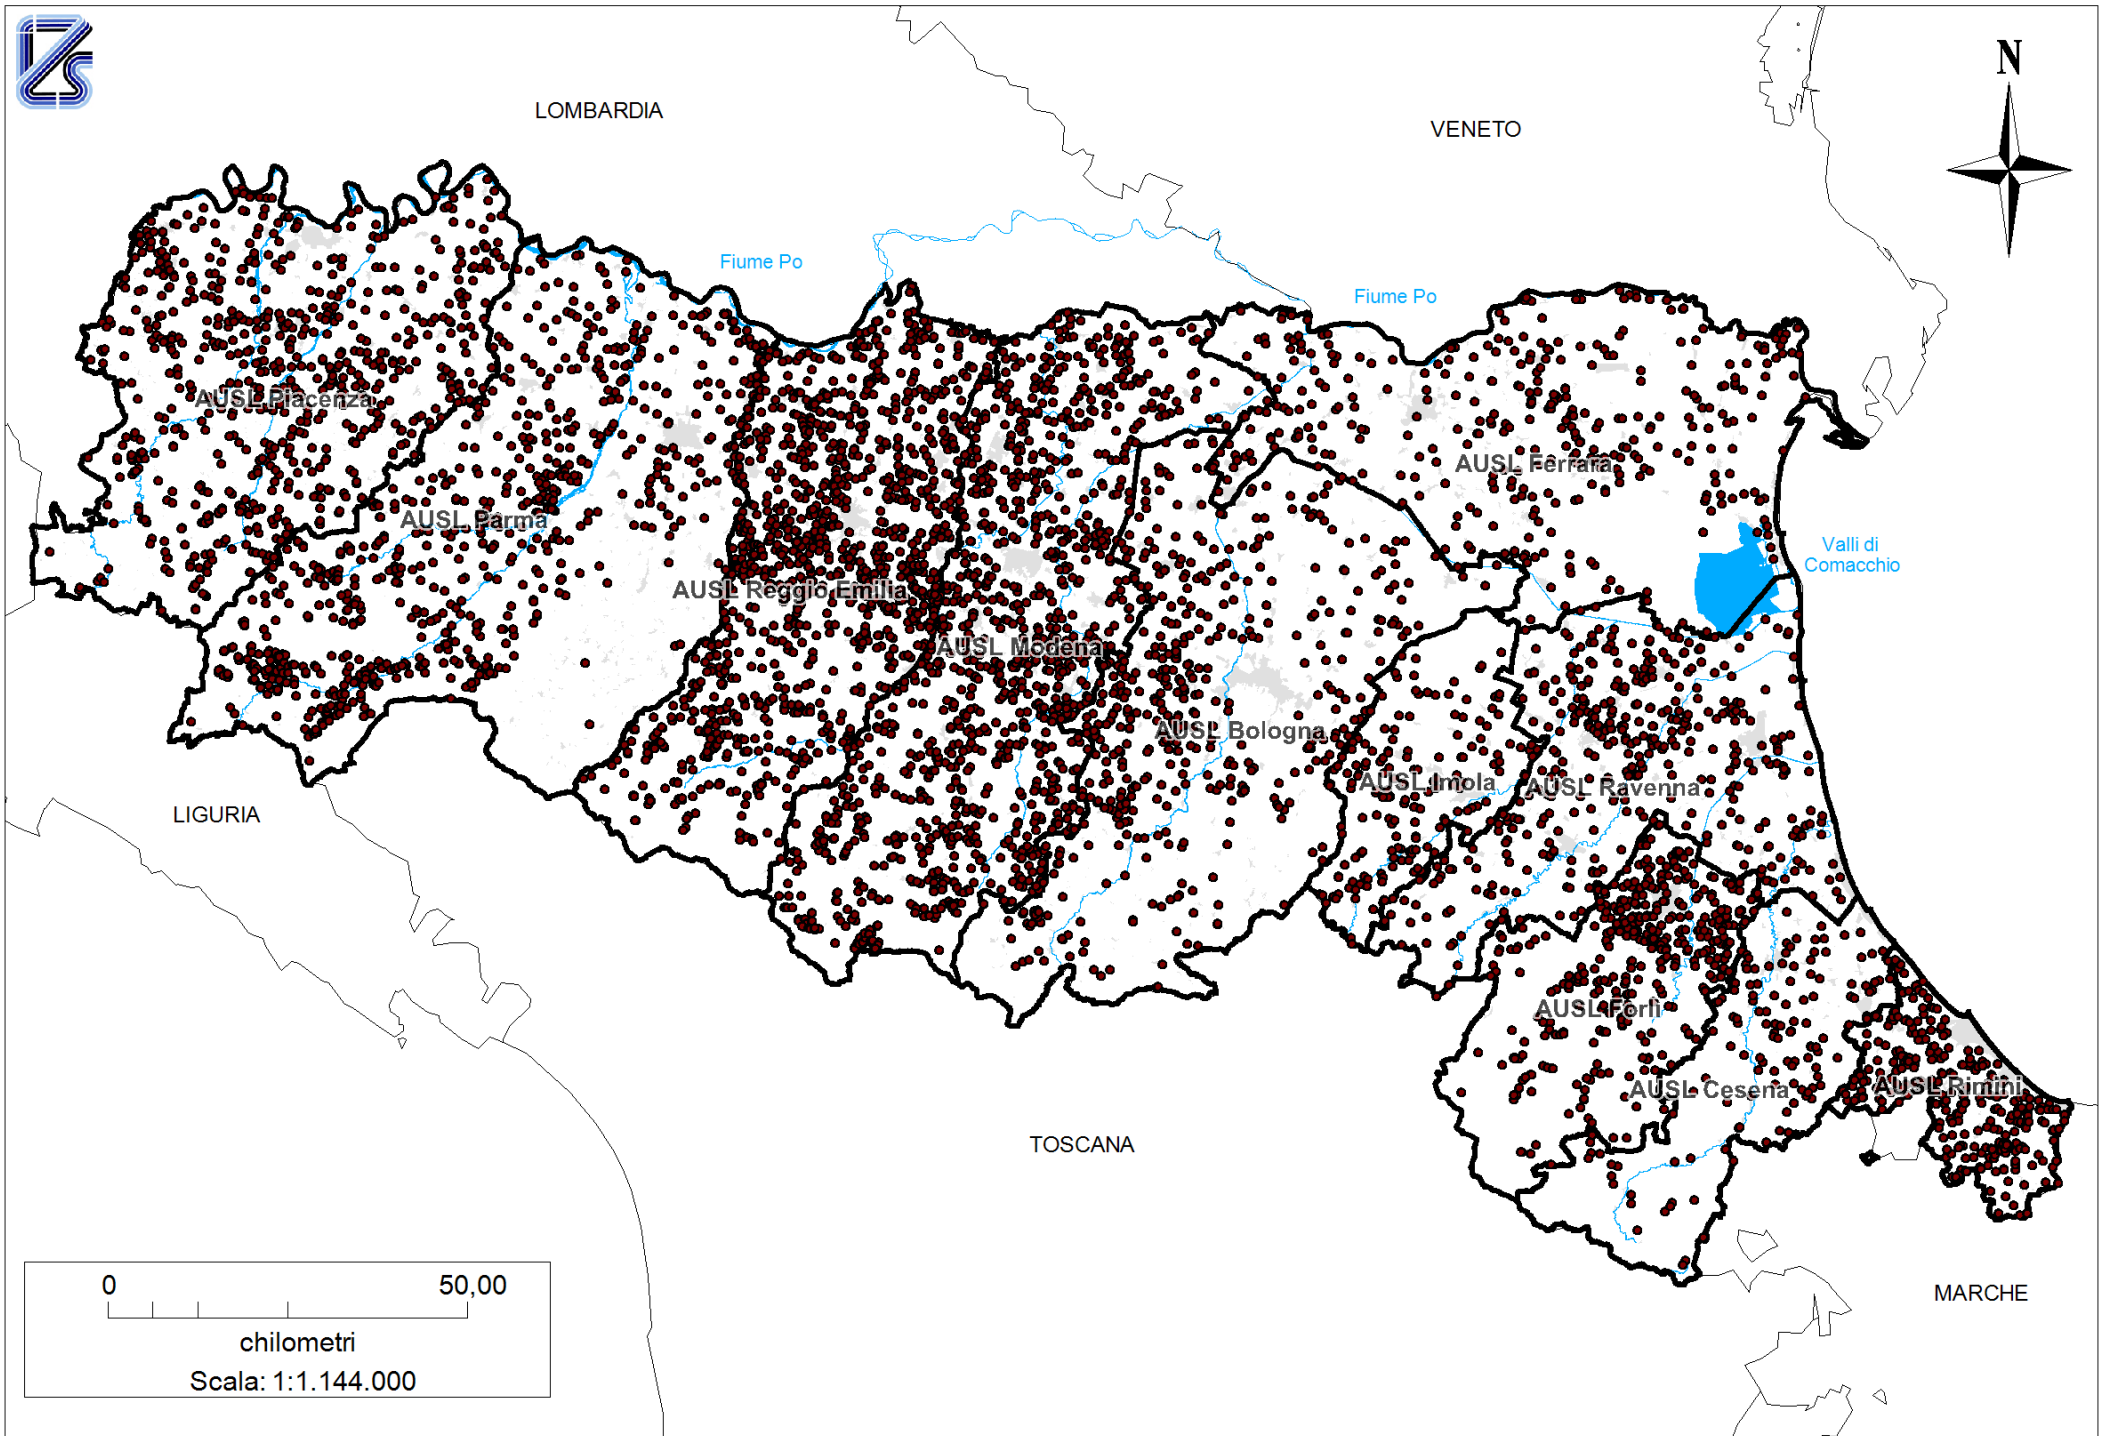 N
LOMBARDIA
VENETO
Fiume Po
Fiume Po
AUSL Piacenza
AUSL Ferrara
AUSL Parma
Valli di
Comacchio
AUSL Reggio Emilia
AUSL Modena
AUSL Bologna
AUSL Imola
AUSL Ravenna
LIGURIA
AUSL Forlì
AUSL Cesena
AUSL Rimini
TOSCANA
MARCHE
0 50,00
chilometri
Scala: 1:1.144.000